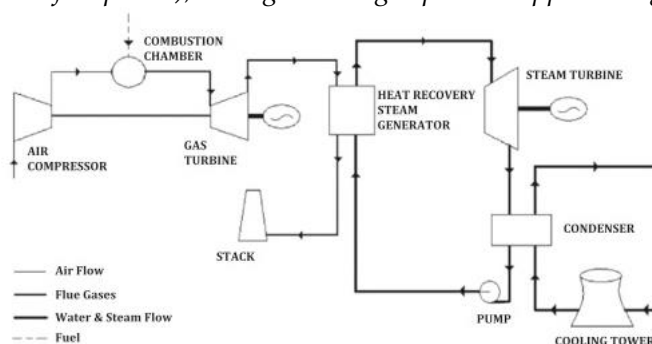 COMBUSTION
CHAMBER
STEAM TURBINE
HEAT RECOVERY
STEAM
GENERATOR
AIR
COMPRESSOR
GAS
TURBINE
STACK
CONDENSER
Air Flow
Flue Gases
Water & Steam Flow
Fuel
PUMP
COOLING TOWER